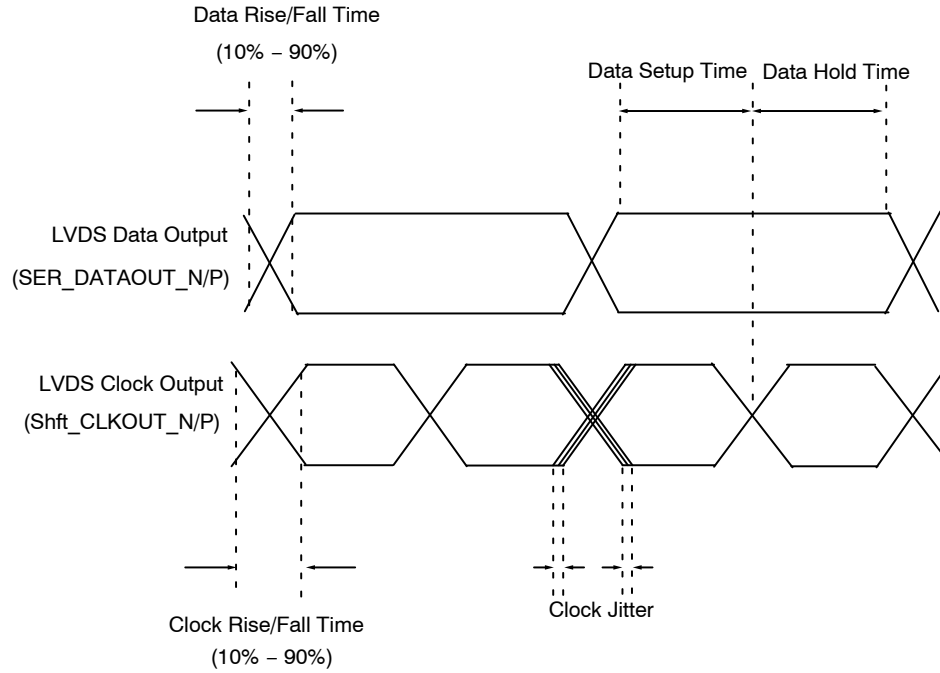 Data Rise/Fall Time
(10% – 90%)
Data Setup Time
Data Hold Time
LVDS Data Output
(SER_DATAOUT_N/P)
LVDS Clock Output
(Shft_CLKOUT_N/P)
Clock Jitter
Clock Rise/Fall Time
(10% – 90%)